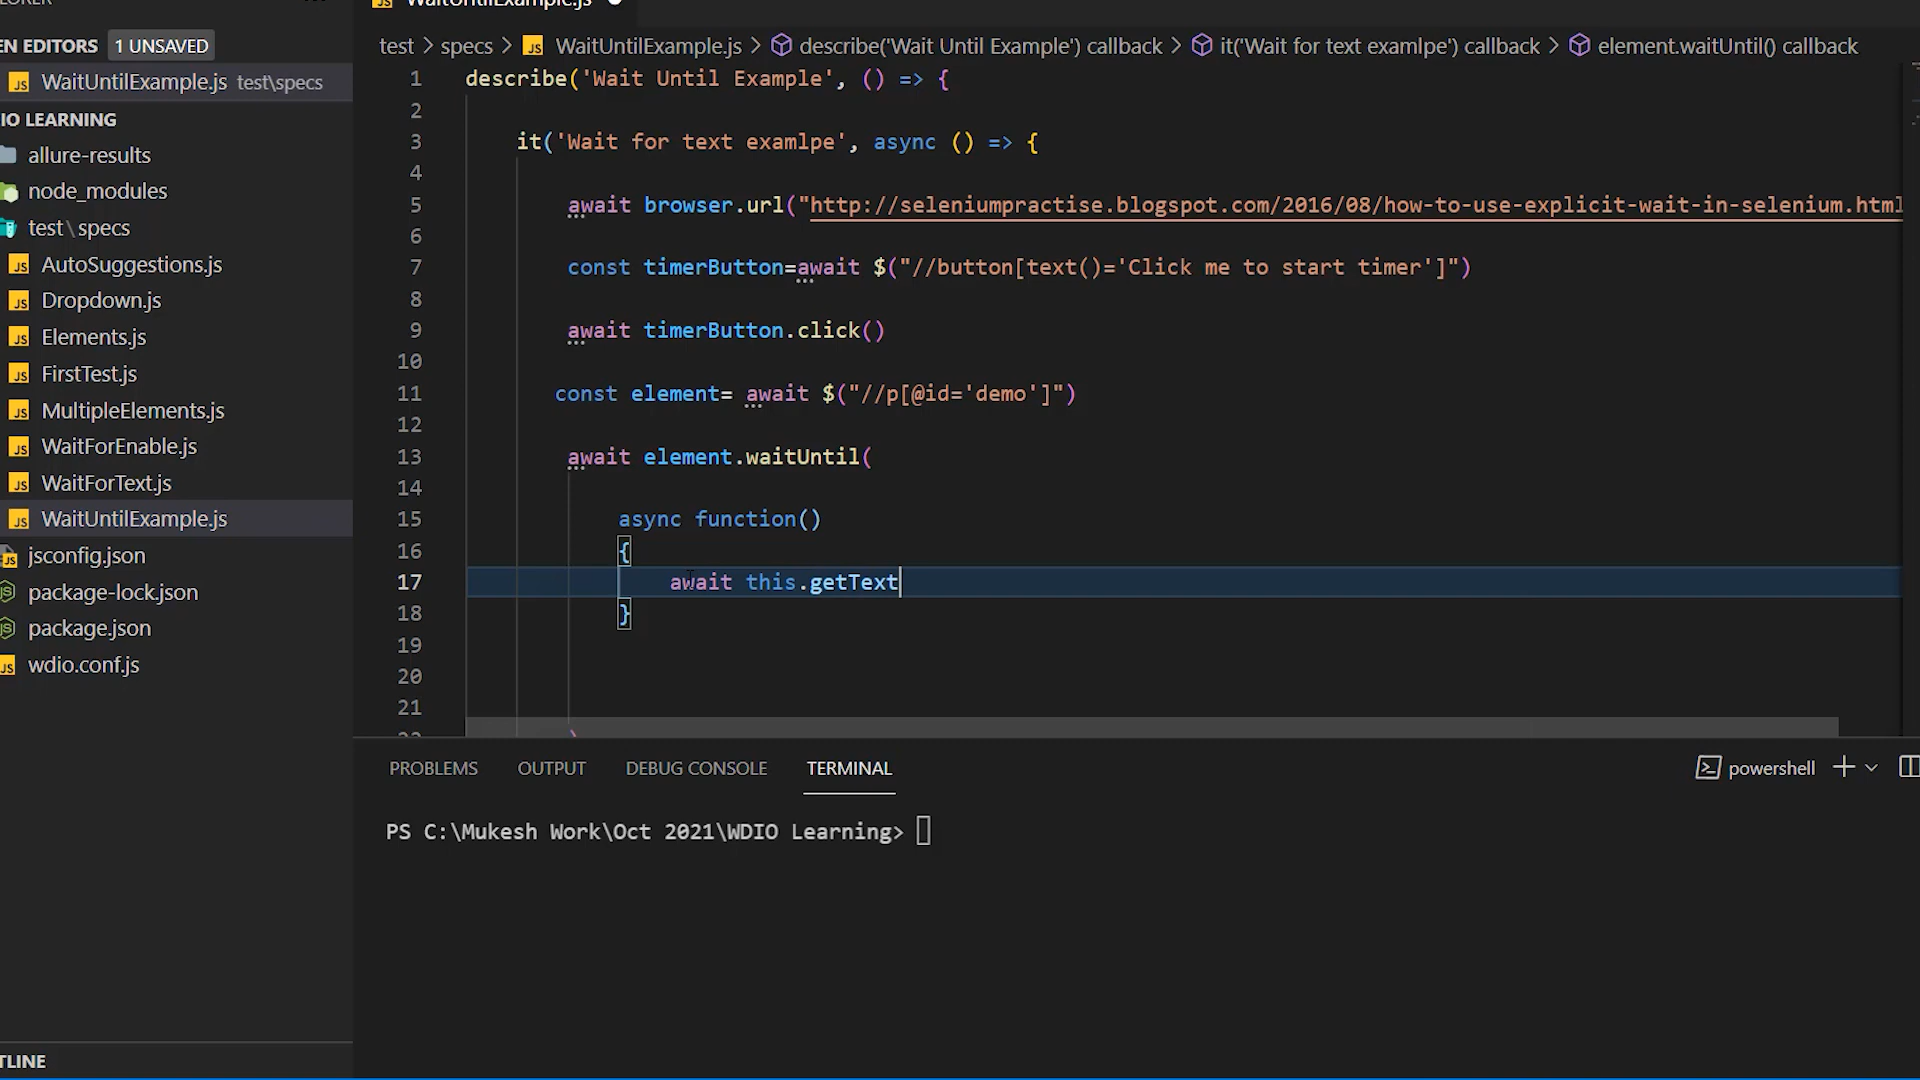 WaitUntilExample.js
EN EDITORS 1 UNSAVED
WaitUntilExample.js test\specs
IO LEARNING
allure-results
node_modules
test\specs
AutoSuggestions.js
Dropdown.js
Elements.js
FirstTest.js
MultipleElements.js
WaitForEnable.js
WaitForText.js
WaitUntilExample.js
jsconfig.json
package-lock.json
package.json
wdio.conf.js
TLINE
test > specs > JS WaitUntilExample.js > describe('Wait Until Example') callback > it('Wait for text examlpe') callback > element.waitUntil() callback
1 describe('Wait Until Example', () => {
2
3 it('Wait for text examlpe', async () => {
4
5 await browser.url("http://seleniumpractise.blogspot.com/2016/08/how-to-use-explicit-wait-in-selenium.html
6
7 const timerButton=await $("//button[text()='Click me to start timer']")
8
9 await timerButton.click()
10
11 const element= await $("//p[@id='demo']")
12
13 await element.waitUntil(
14
15 async function()
16 {
17 await this.getText
18 }
19
20
21
PROBLEMS OUTPUT DEBUG CONSOLE TERMINAL
powershell
PS C:\Mukesh Work\Oct 2021\WDIO Learning>